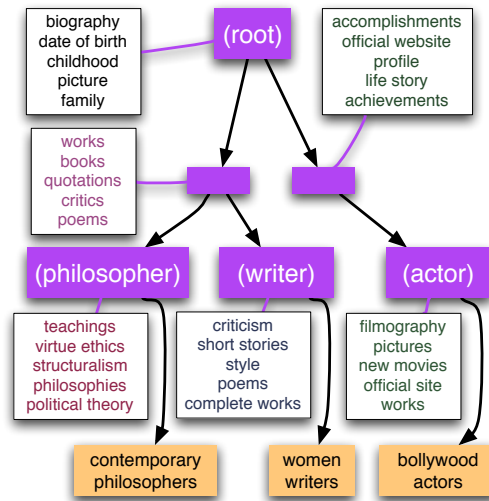 biography
date of birth
childhood
picture
family
(root)
accomplishments
official website
profile
life story
achievements
works
books
quotations
critics
poems
(philosopher)
(writer)
(actor)
teachings
virtue ethics
structuralism
philosophies
political theory
criticism
short stories
style
poems
complete works
filmography
pictures
new movies
official site
works
contemporary
philosophers
women
writers
bollywood
actors